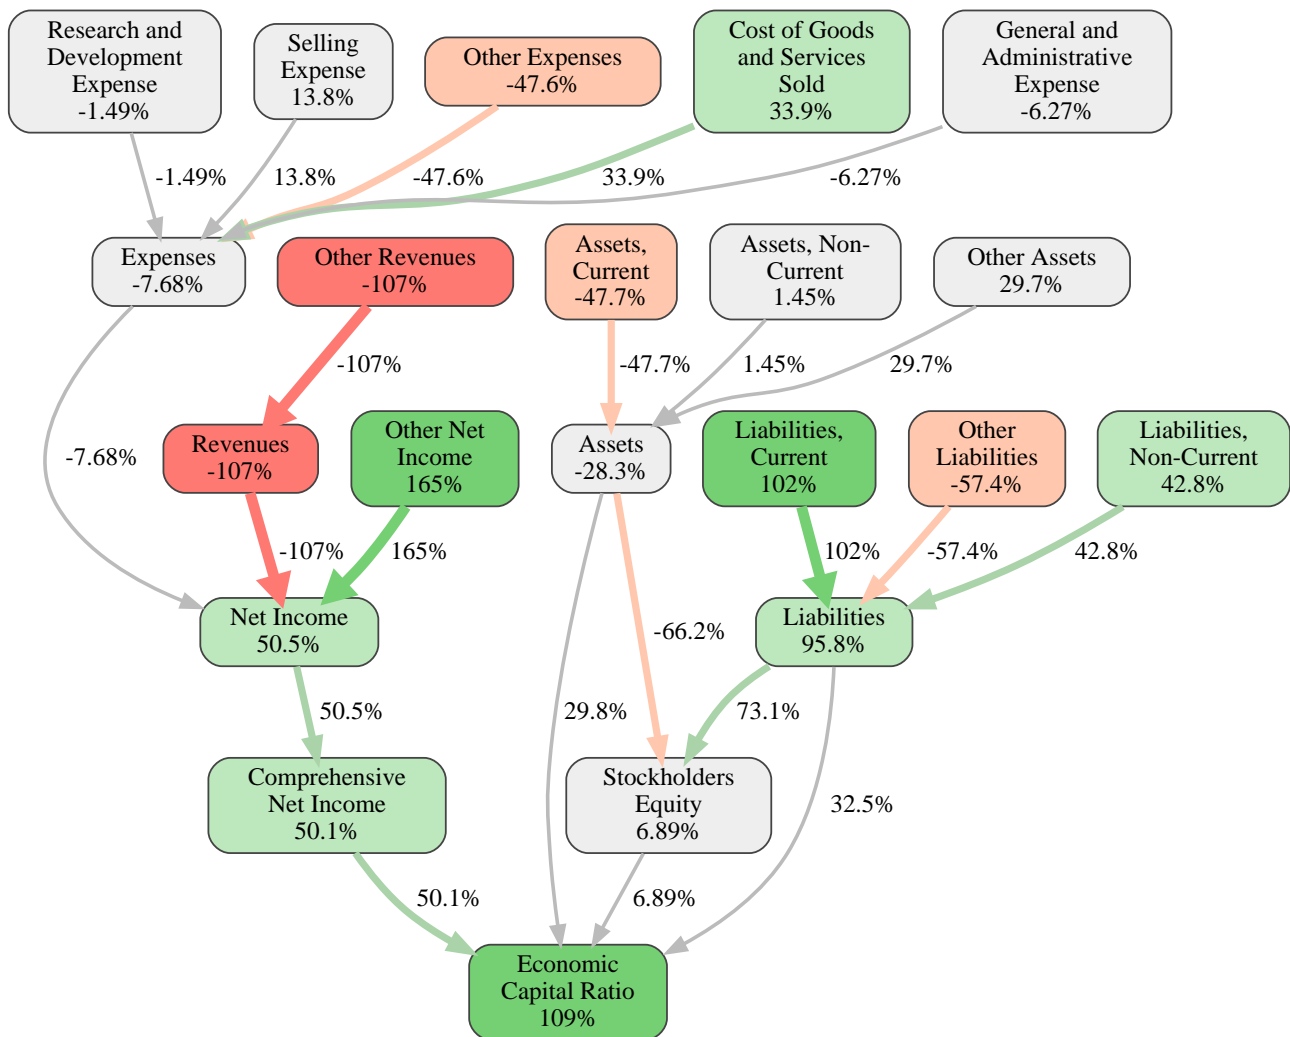 Research and
Development
Expense
-1.49%
Selling
Expense
13.8%
Other Expenses
-47.6%
Cost of Goods
and Services
Sold
33.9%
General and
Administrative
Expense
-6.27%
-1.49%
13.8%
-47.6%
33.9%
-6.27%
Expenses
-7.68%
Other Revenues
-107%
Assets,
Current
-47.7%
Assets, Non-
Current
1.45%
Other Assets
29.7%
-107%
-47.7%
1.45%
29.7%
-7.68%
Revenues
-107%
Other Net
Income
165%
Assets
-28.3%
Liabilities,
Current
102%
Other
Liabilities
-57.4%
Liabilities,
Non-Current
42.8%
-107%
165%
102%
-57.4%
42.8%
Net Income
50.5%
-66.2%
Liabilities
95.8%
50.5%
29.8%
73.1%
Comprehensive
Net Income
50.1%
Stockholders
Equity
6.89%
32.5%
50.1%
6.89%
Economic
Capital Ratio
109%